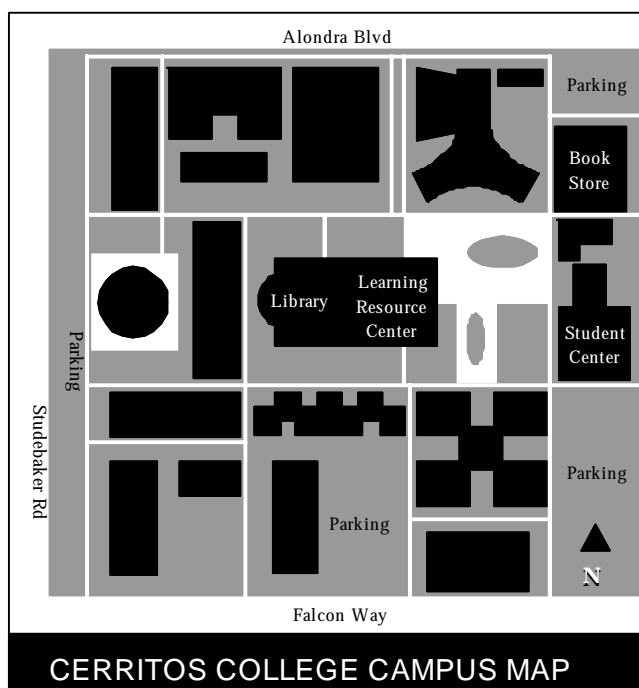 Alondra Blvd
Parking
Book
Store
Library
Learning
Resource
Center
Student
Center
Parking
Studebaker Rd
Parking
Parking
N
Falcon Way
CERRITOS COLLEGE CAMPUS MAP